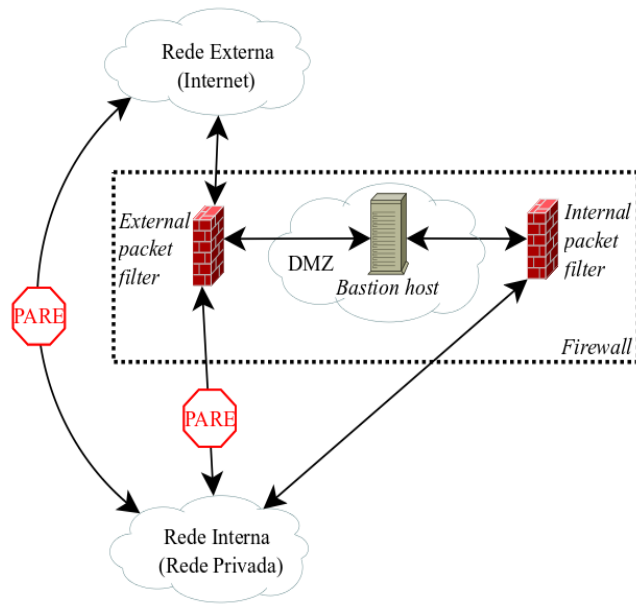 Rede Externa
(Internet)
External
packet
filter
DMZ
Bastion host
Internal
packet
filter
Firewall
PARE
PARE
Rede Interna
(Rede Privada)